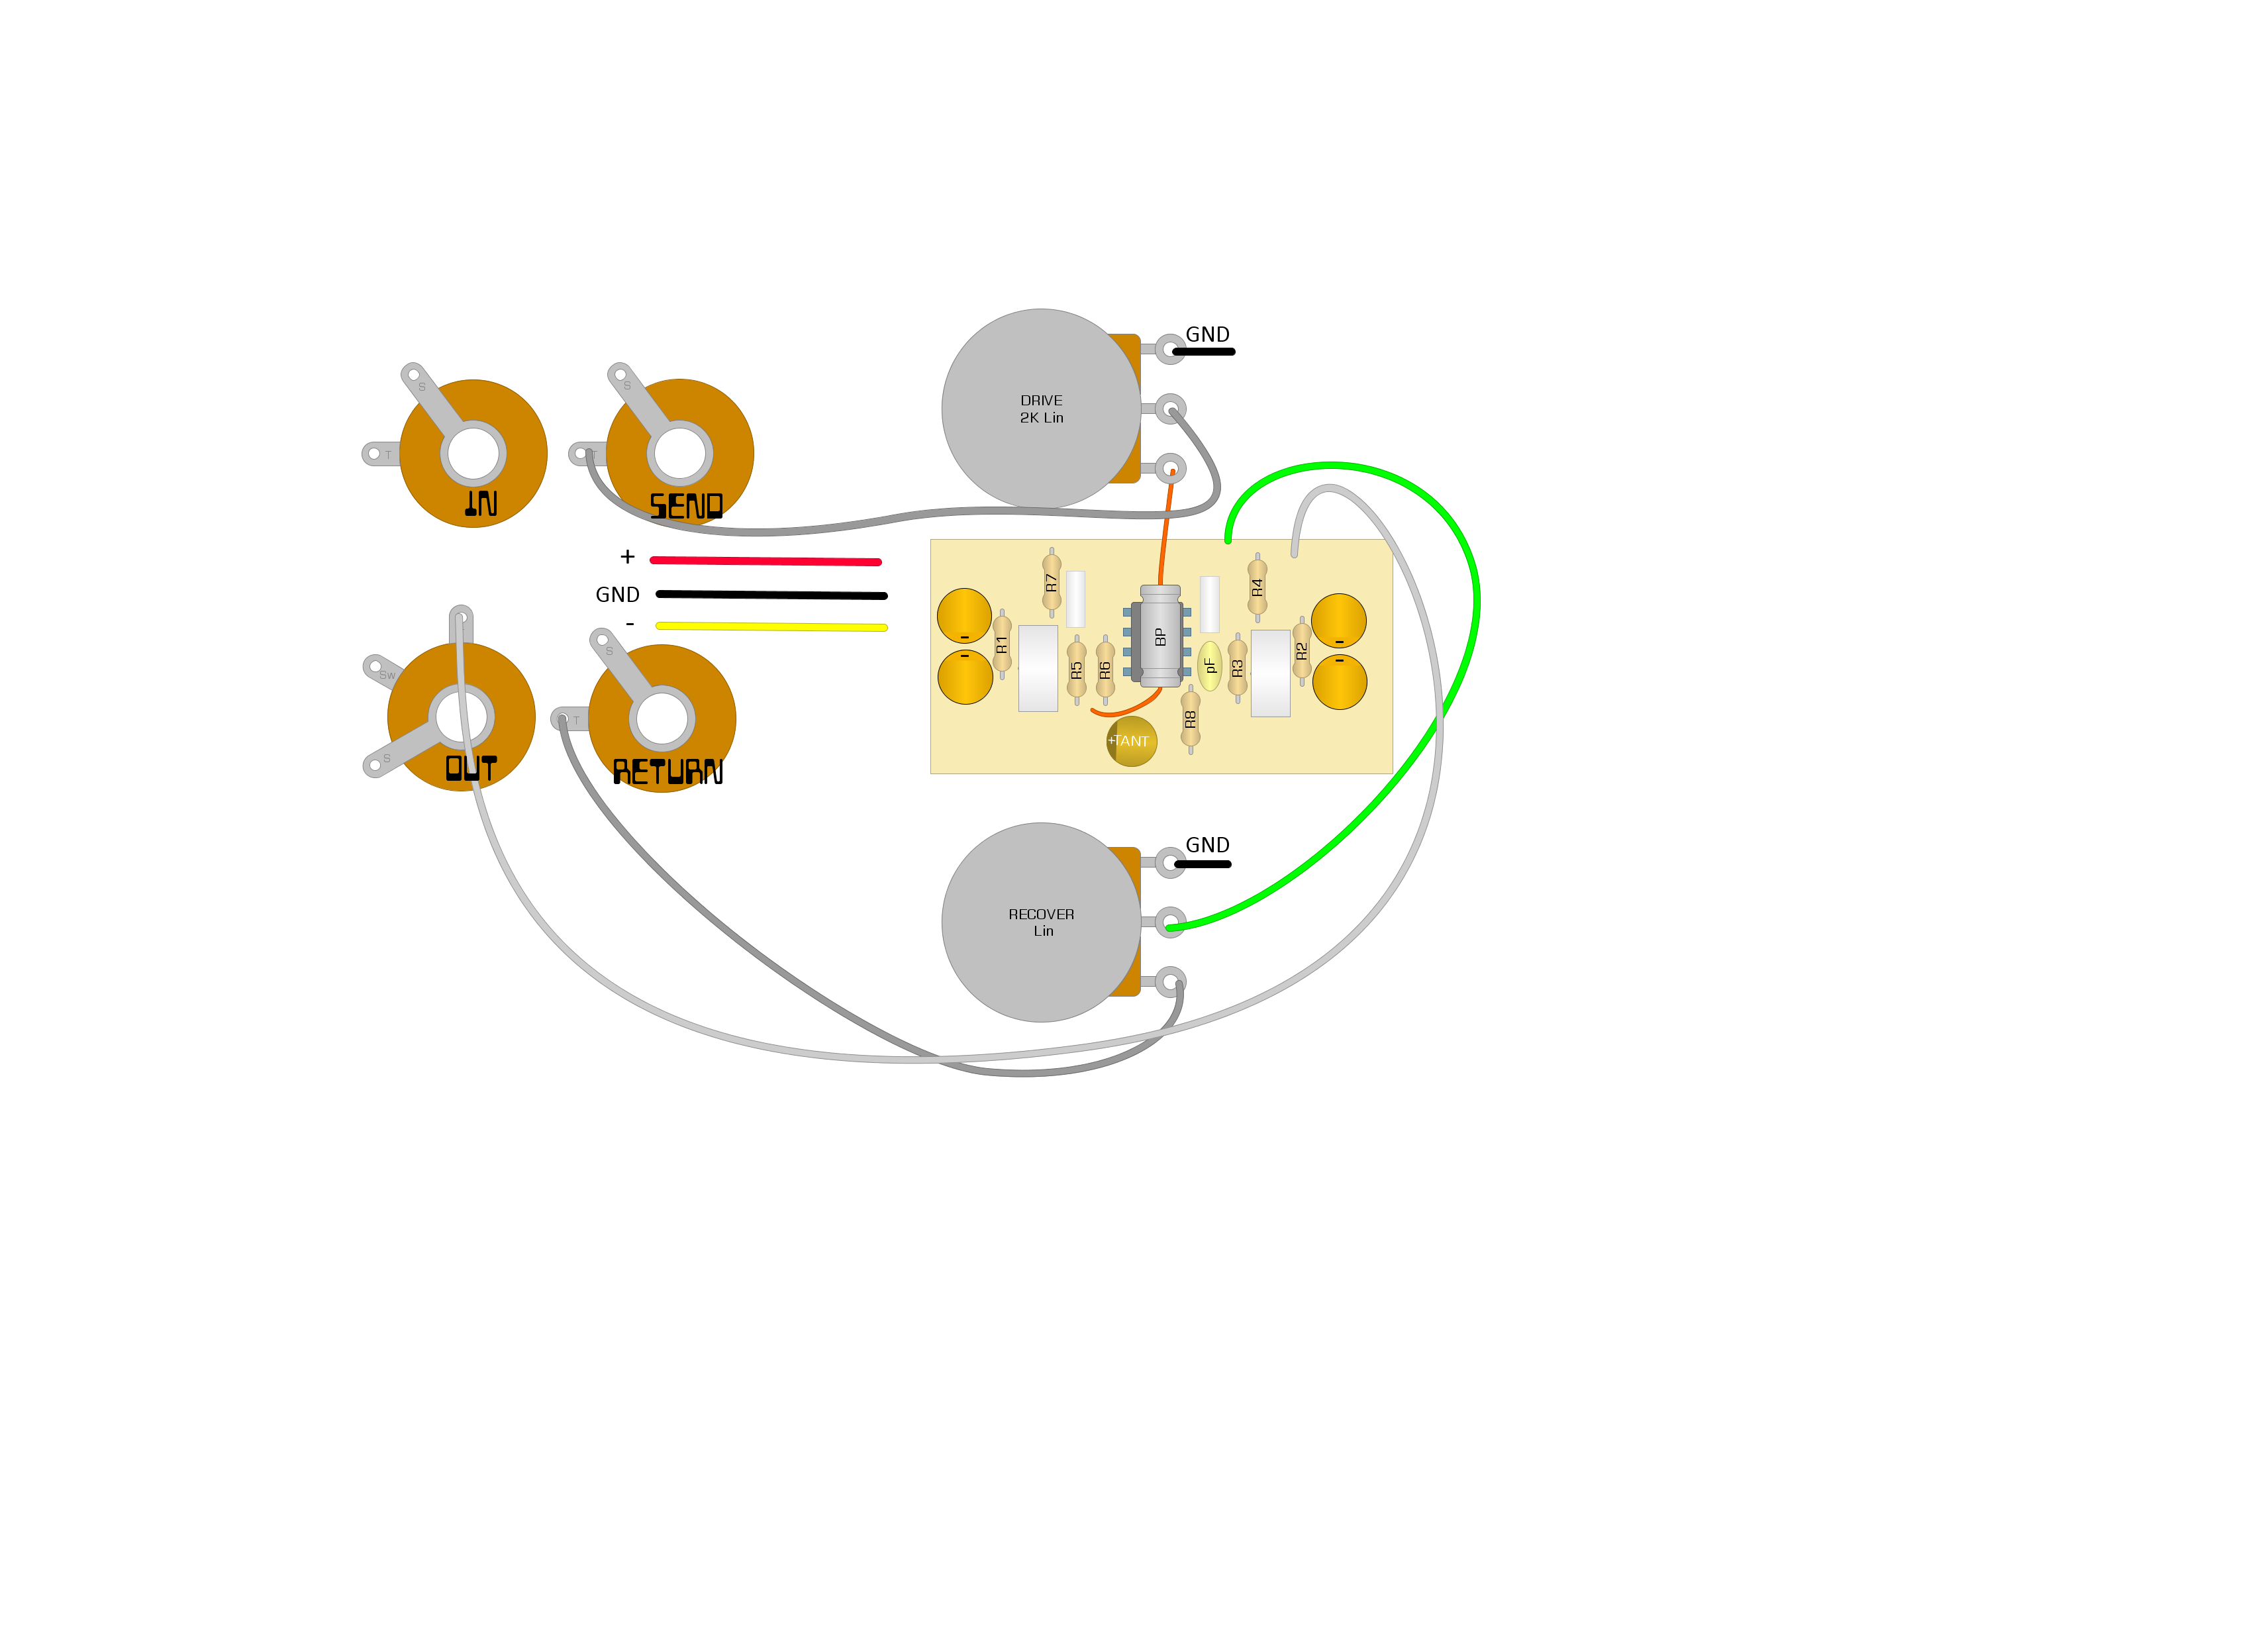 GND
DRIVE
2K Lin
S
T
IN
S
T
SEND
+
GND
-
R7
R4
BP
R1
R5
R6
pF
R3
R2
-
-
-
-
R8
+TANT
Sw
S
OUT
S
T
RETURN
GND
RECOVER
Lin